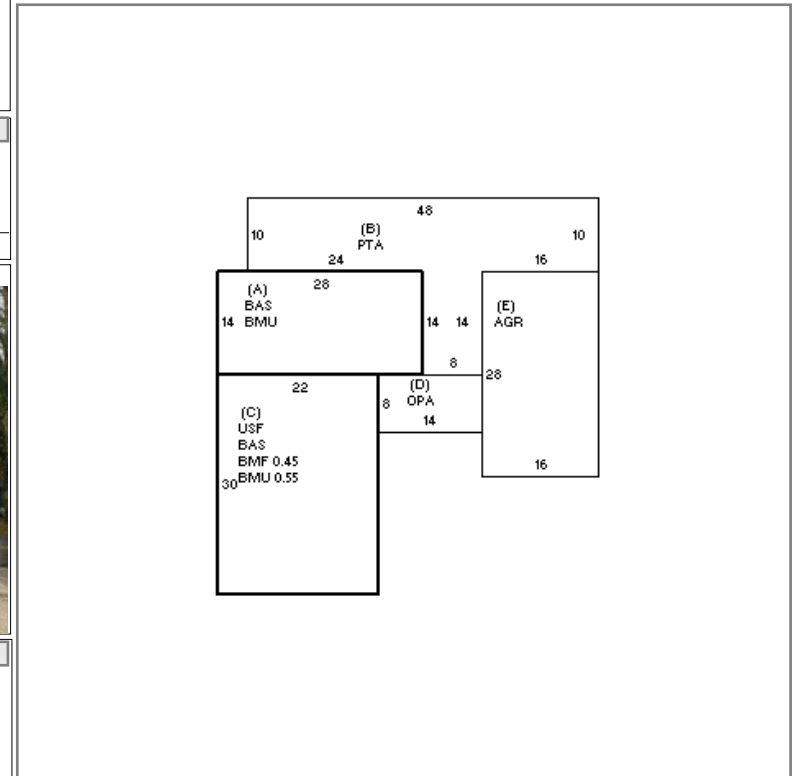 48
10 (B) 10
PTA
24 16
28
(A)
BAS
14 BMU 14 14
(E)
AGR
8
28
22
(D)
8 OPA
14
(C)
USF
BAS
BMF 0.45
BMU 0.55
30
16